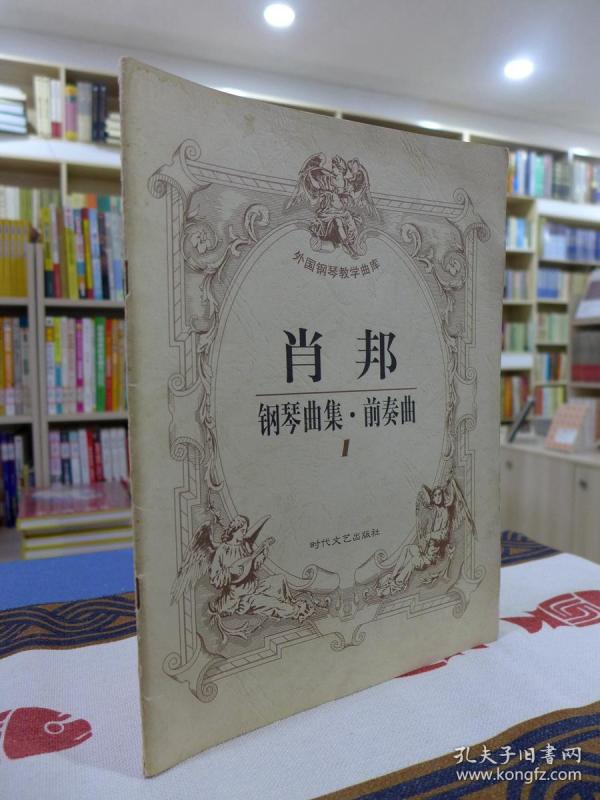 外国钢琴教学曲库
肖邦
钢琴曲集·前奏曲
1
时代文艺出版社
孔夫子旧书网
www.kongfz.com